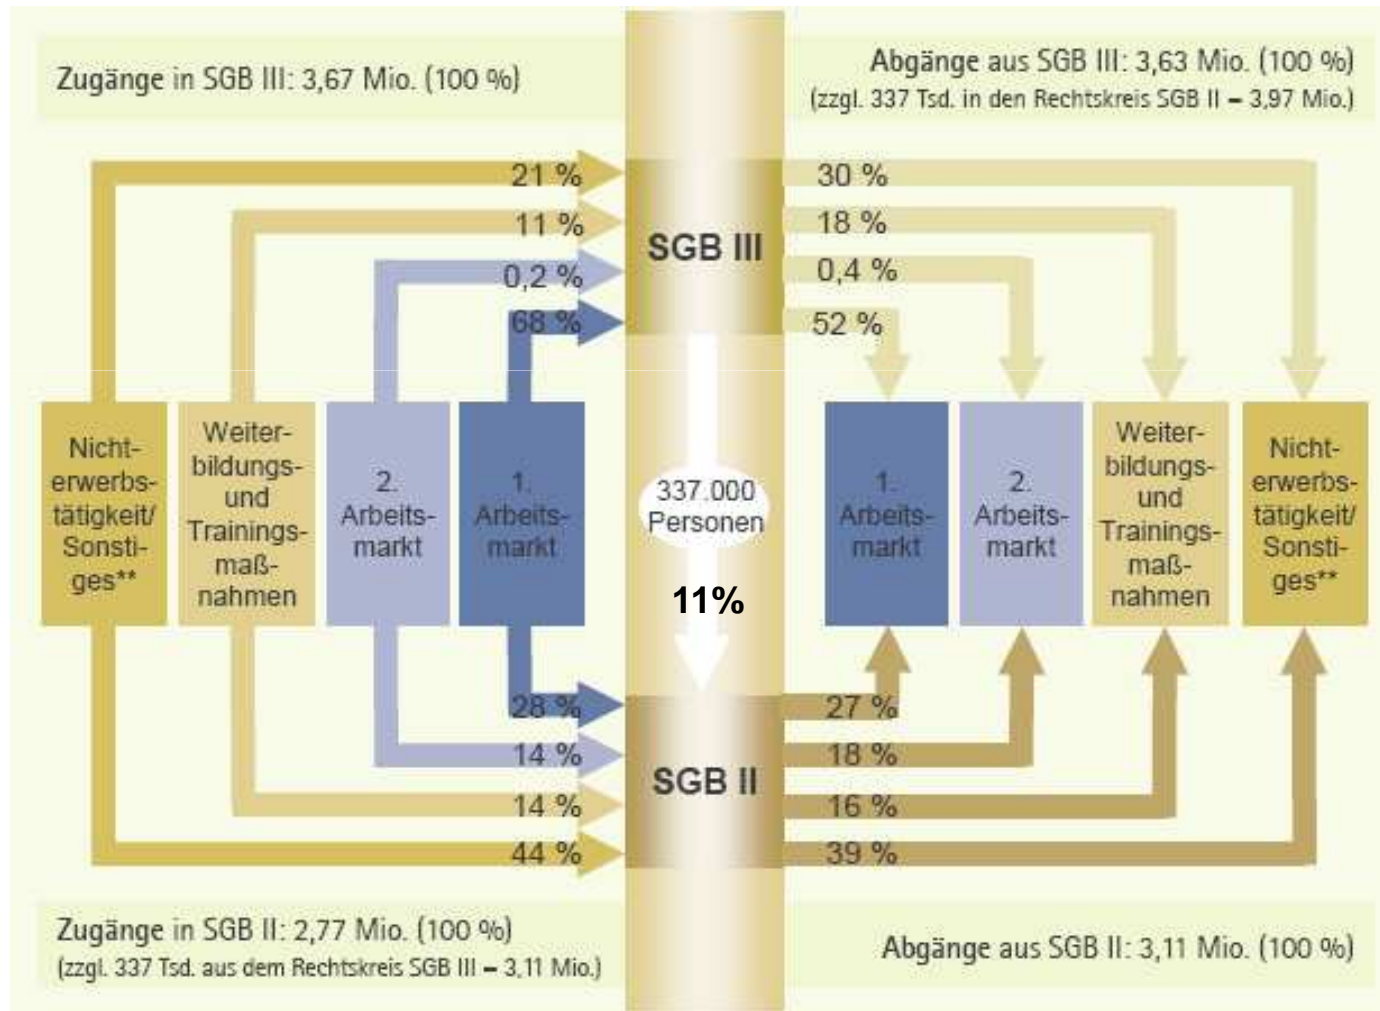 Zugänge in SGB III: 3,67 Mio. (100 %)
Abgänge aus SGB III: 3,63 Mio. (100 %)
(zzgl. 337 Tsd. in den Rechtskreis SGB II – 3,97 Mio.)
21 %
11 %
0,2 %
68 %
SGB III
30 %
18 %
0,4 %
52 %
Nicht-
erwerbs-
tätigkeit/
Sonsti-
ges**
Weiter-
bildungs-
und
Trainings-
maß-
nahmen
2.
Arbeits-
markt
1.
Arbeits-
markt
337.000
Personen
11%
1.
Arbeits-
markt
2.
Arbeits-
markt
Weiter-
bildungs-
und
Trainings-
maß-
nahmen
Nicht-
erwerbs-
tätigkeit/
Sonsti-
ges**
28 %
14 %
14 %
44 %
SGB II
27 %
18 %
16 %
39 %
Zugänge in SGB II: 2,77 Mio. (100 %)
(zzgl. 337 Tsd. aus dem Rechtskreis SGB III – 3,11 Mio.)
Abgänge aus SGB II: 3,11 Mio. (100 %)